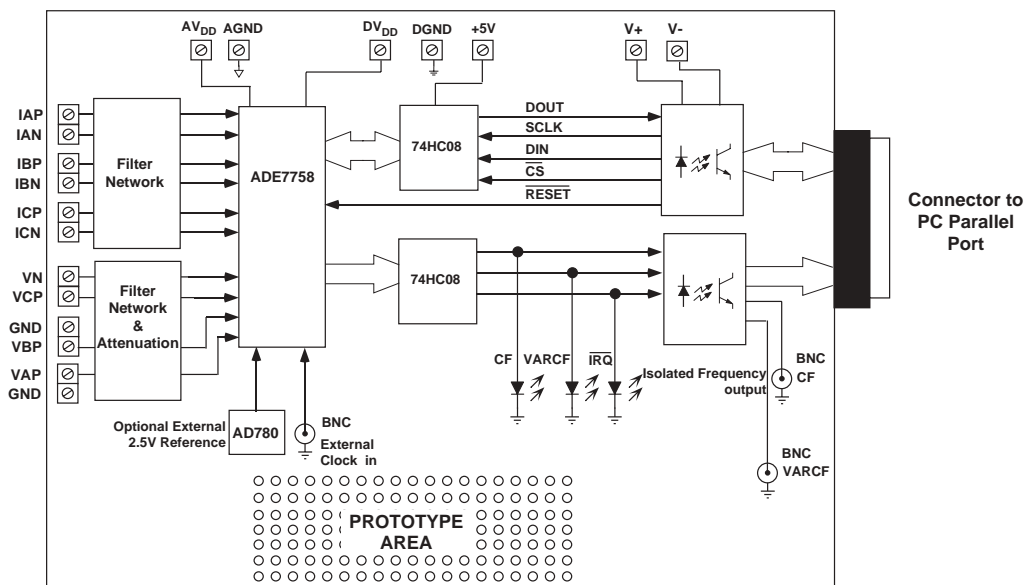 AVDD AGND DVDD DGND +5V V+ V-
IAP
IAN
IBP
IBN
ICP
ICN
Filter
Network
ADE7758
74HC08
DOUT
SCLK
DIN
CS
RESET
Connector to
PC Parallel
Port
VN
VCP
GND
VBP
VAP
GND
Filter
Network
&
Attenuation
74HC08
CF VARCF IRQ
Isolated Frequency
output
BNC
CF
BNC
VARCF
Optional External
2.5V Reference
AD780
BNC
External
Clock in
PROTOTYPE
AREA